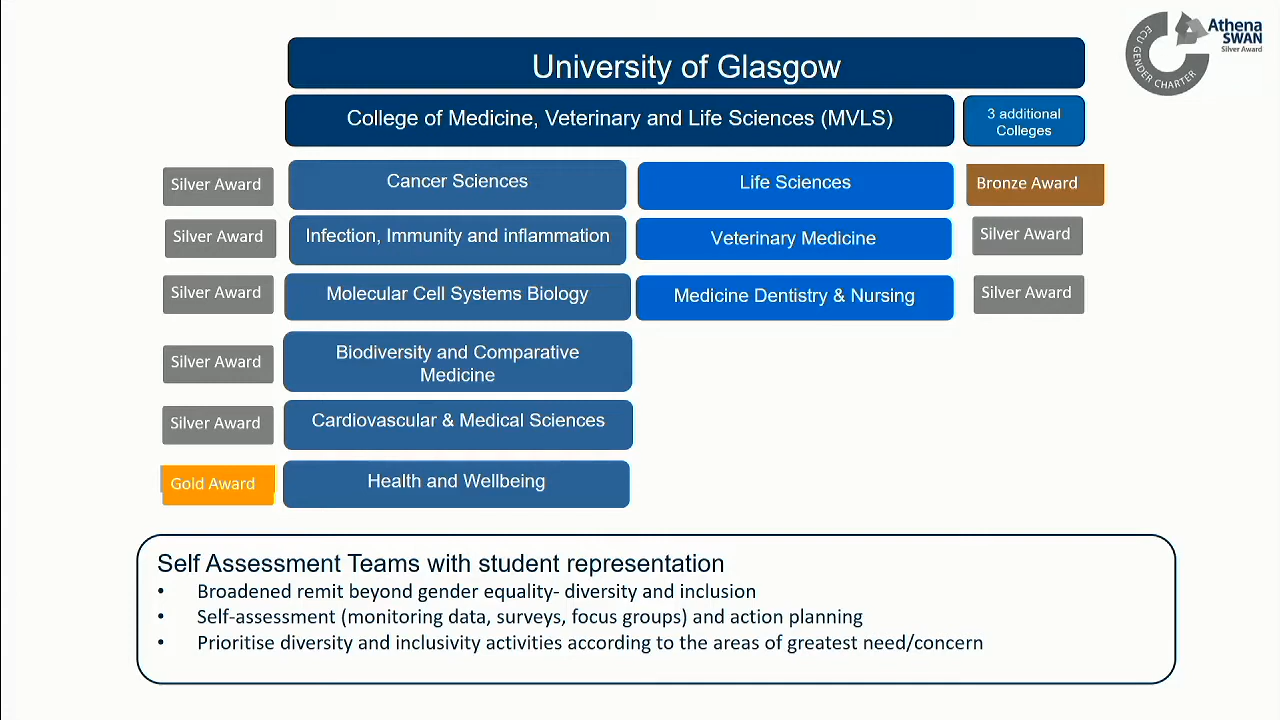 Athena
SWAN
Silver Award
ECU GENDER CHARTER
University of Glasgow
College of Medicine, Veterinary and Life Sciences (MVLS)
3 additional
Colleges
Silver Award
Cancer Sciences
Life Sciences
Bronze Award
Silver Award
Infection, Immunity and inflammation
Veterinary Medicine
Silver Award
Silver Award
Molecular Cell Systems Biology
Medicine Dentistry & Nursing
Silver Award
Silver Award
Biodiversity and Comparative
Medicine
Silver Award
Cardiovascular & Medical Sciences
Gold Award
Health and Wellbeing
Self Assessment Teams with student representation
• Broadened remit beyond gender equality- diversity and inclusion
• Self-assessment (monitoring data, surveys, focus groups) and action planning
• Prioritise diversity and inclusivity activities according to the areas of greatest need/concern